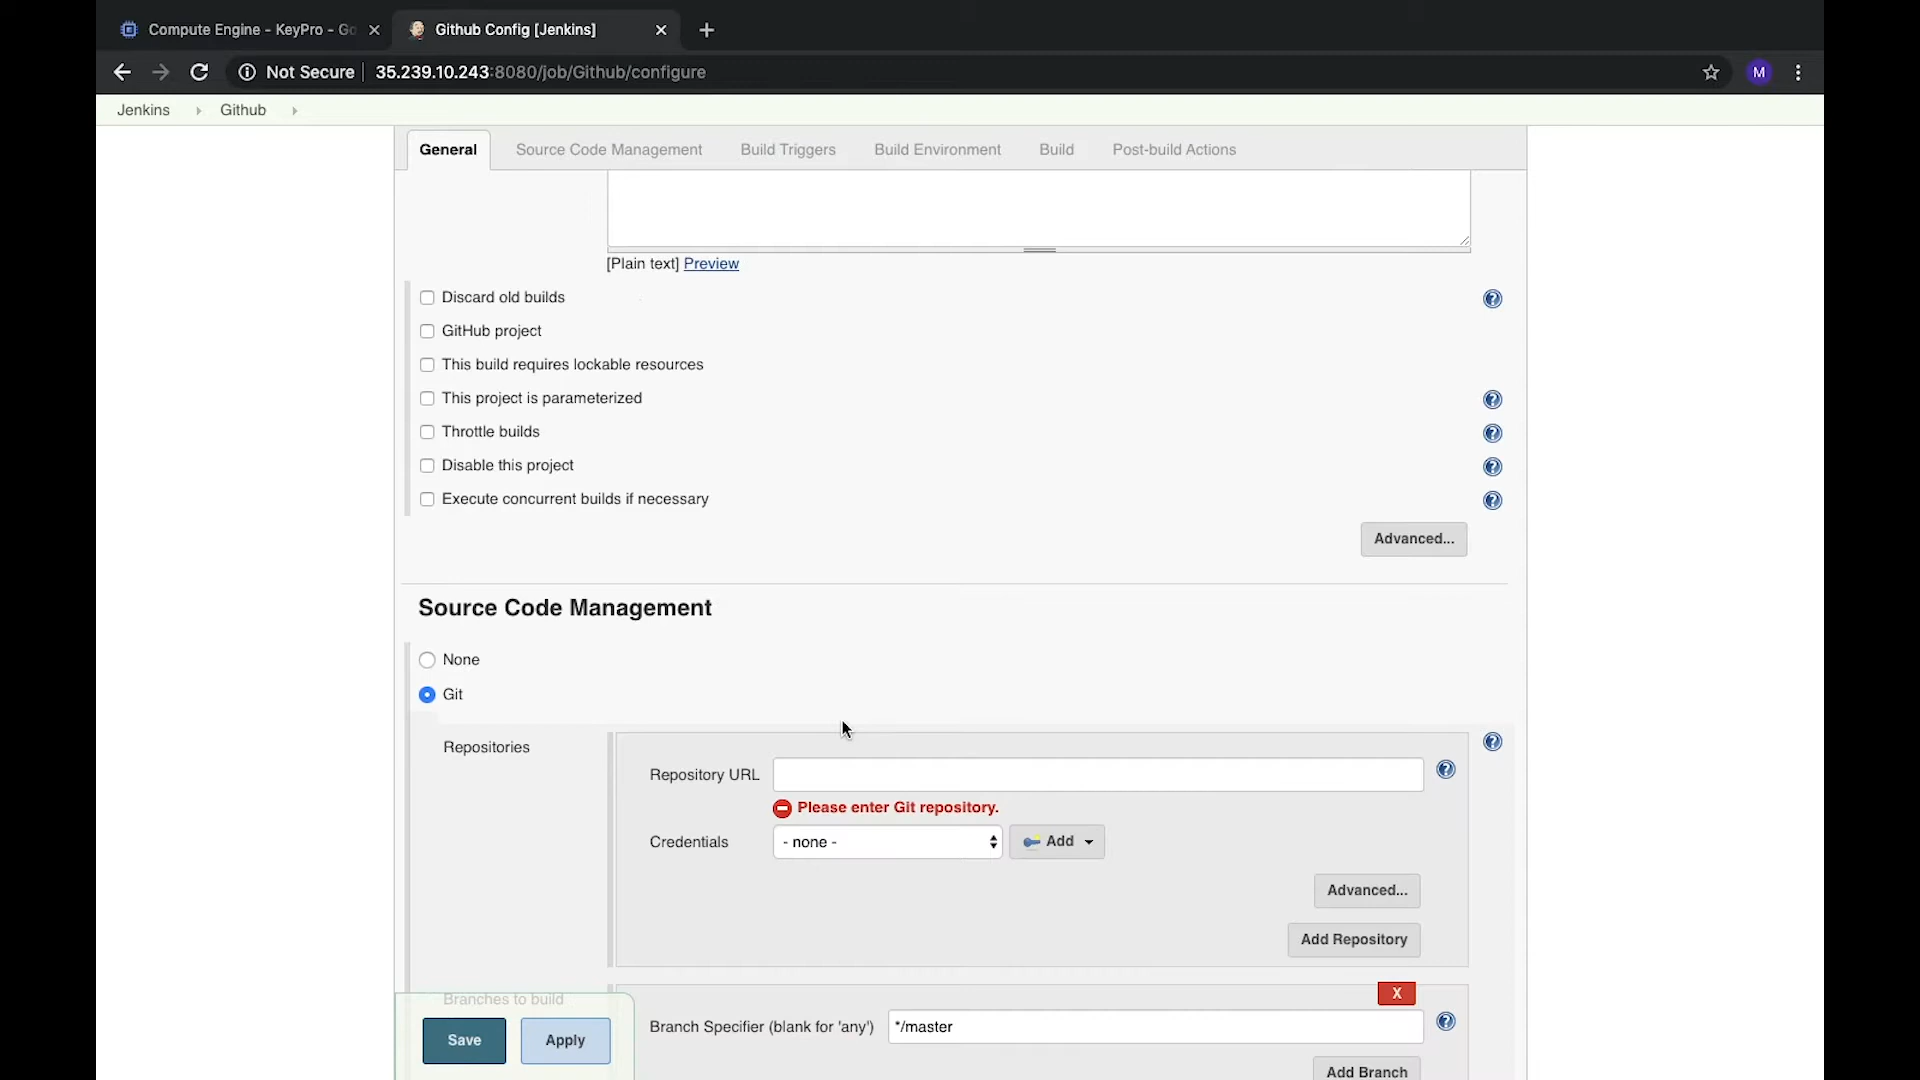 Compute Engine - KeyPro - Go
Github Config [Jenkins]
Not Secure
35.239.10.243:8080/job/Github/configure
M
Jenkins
Github
General
Source Code Management
Build Triggers
Build Environment
Build
Post-build Actions
[Plain text] Preview
Discard old builds
GitHub project
This build requires lockable resources
This project is parameterized
Throttle builds
Disable this project
Execute concurrent builds if necessary
Advanced...
Source Code Management
None
Git
Repositories
Repository URL
Please enter Git repository.
Credentials
- none -
Add
Advanced...
Add Repository
Branches to build
X
Branch Specifier (blank for 'any')
*/master
Save
Apply
Add Branch